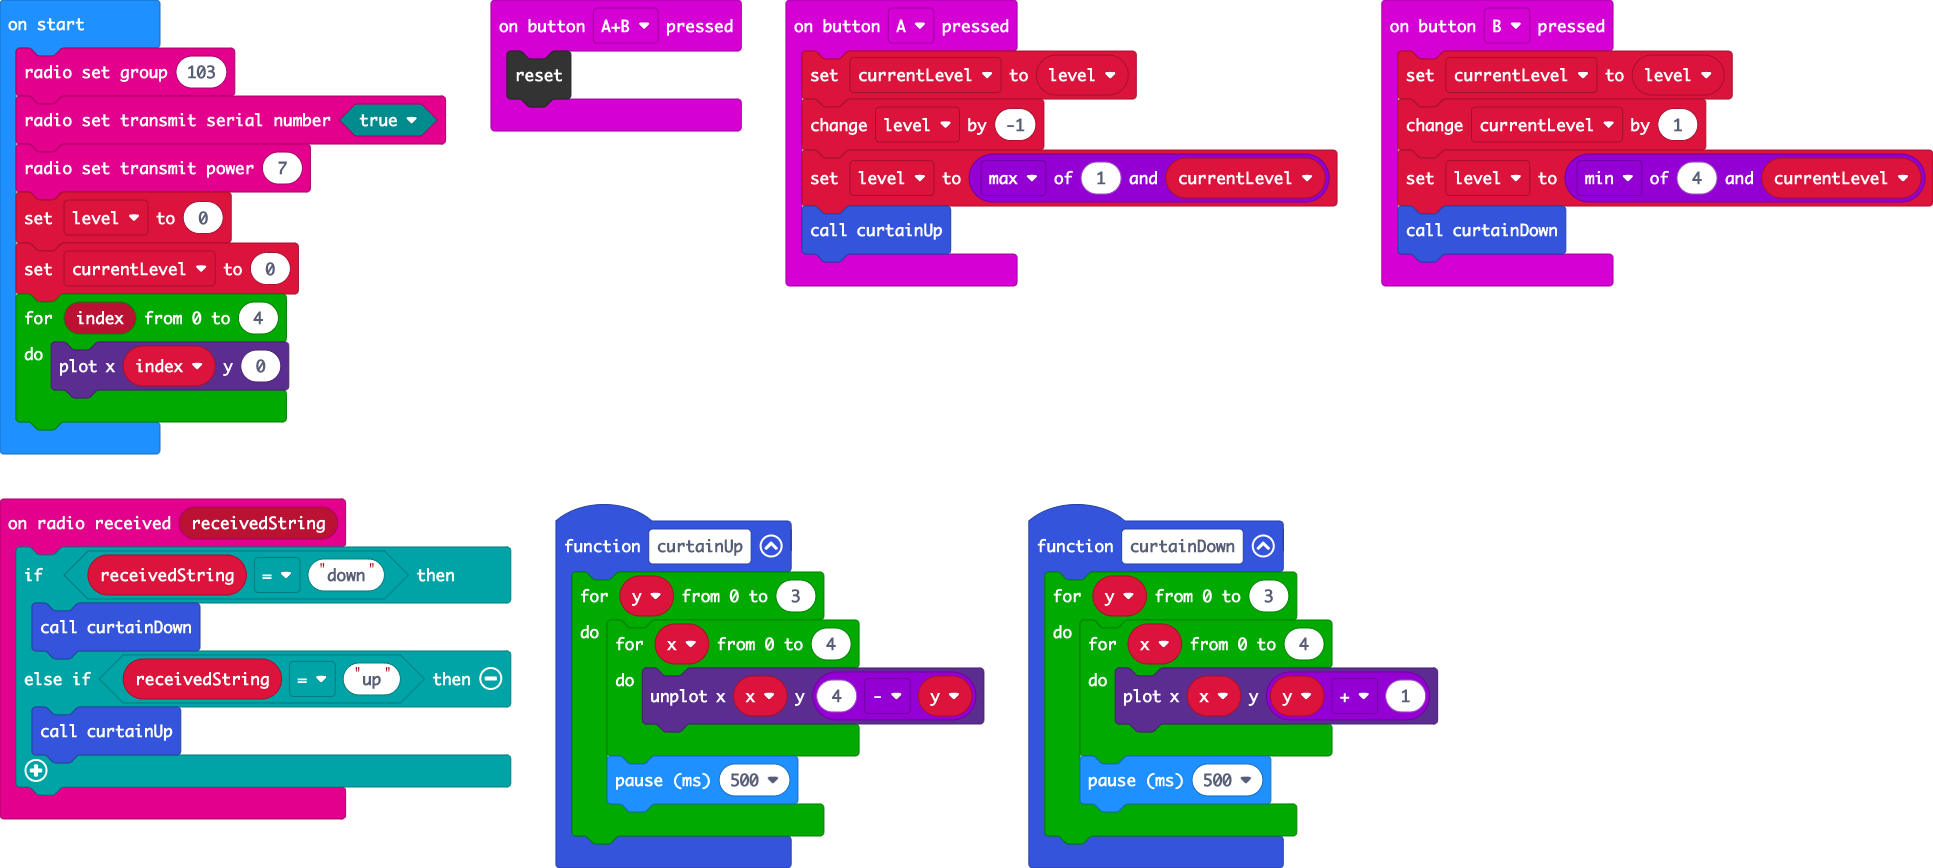 on start
radio set group 103
radio set transmit serial number true
radio set transmit power 7
set level to 0
set currentLevel to 0
for index from 0 to 4
do plot x index y 0
on button A+B pressed
reset
on button A pressed
set currentLevel to level
change level by -1
set level to max of 1 and currentLevel
call curtainUp
on button B pressed
set currentLevel to level
change currentLevel by 1
set level to min of 4 and currentLevel
call curtainDown
on radio received receivedString
if receivedString = "down" then
call curtainDown
else if receivedString = "up" then
call curtainUp
function curtainUp
for y from 0 to 3
do for x from 0 to 4
do unplot x x y 4 - y
pause (ms) 500
function curtainDown
for y from 0 to 3
do for x from 0 to 4
do plot x x y y + 1
pause (ms) 500